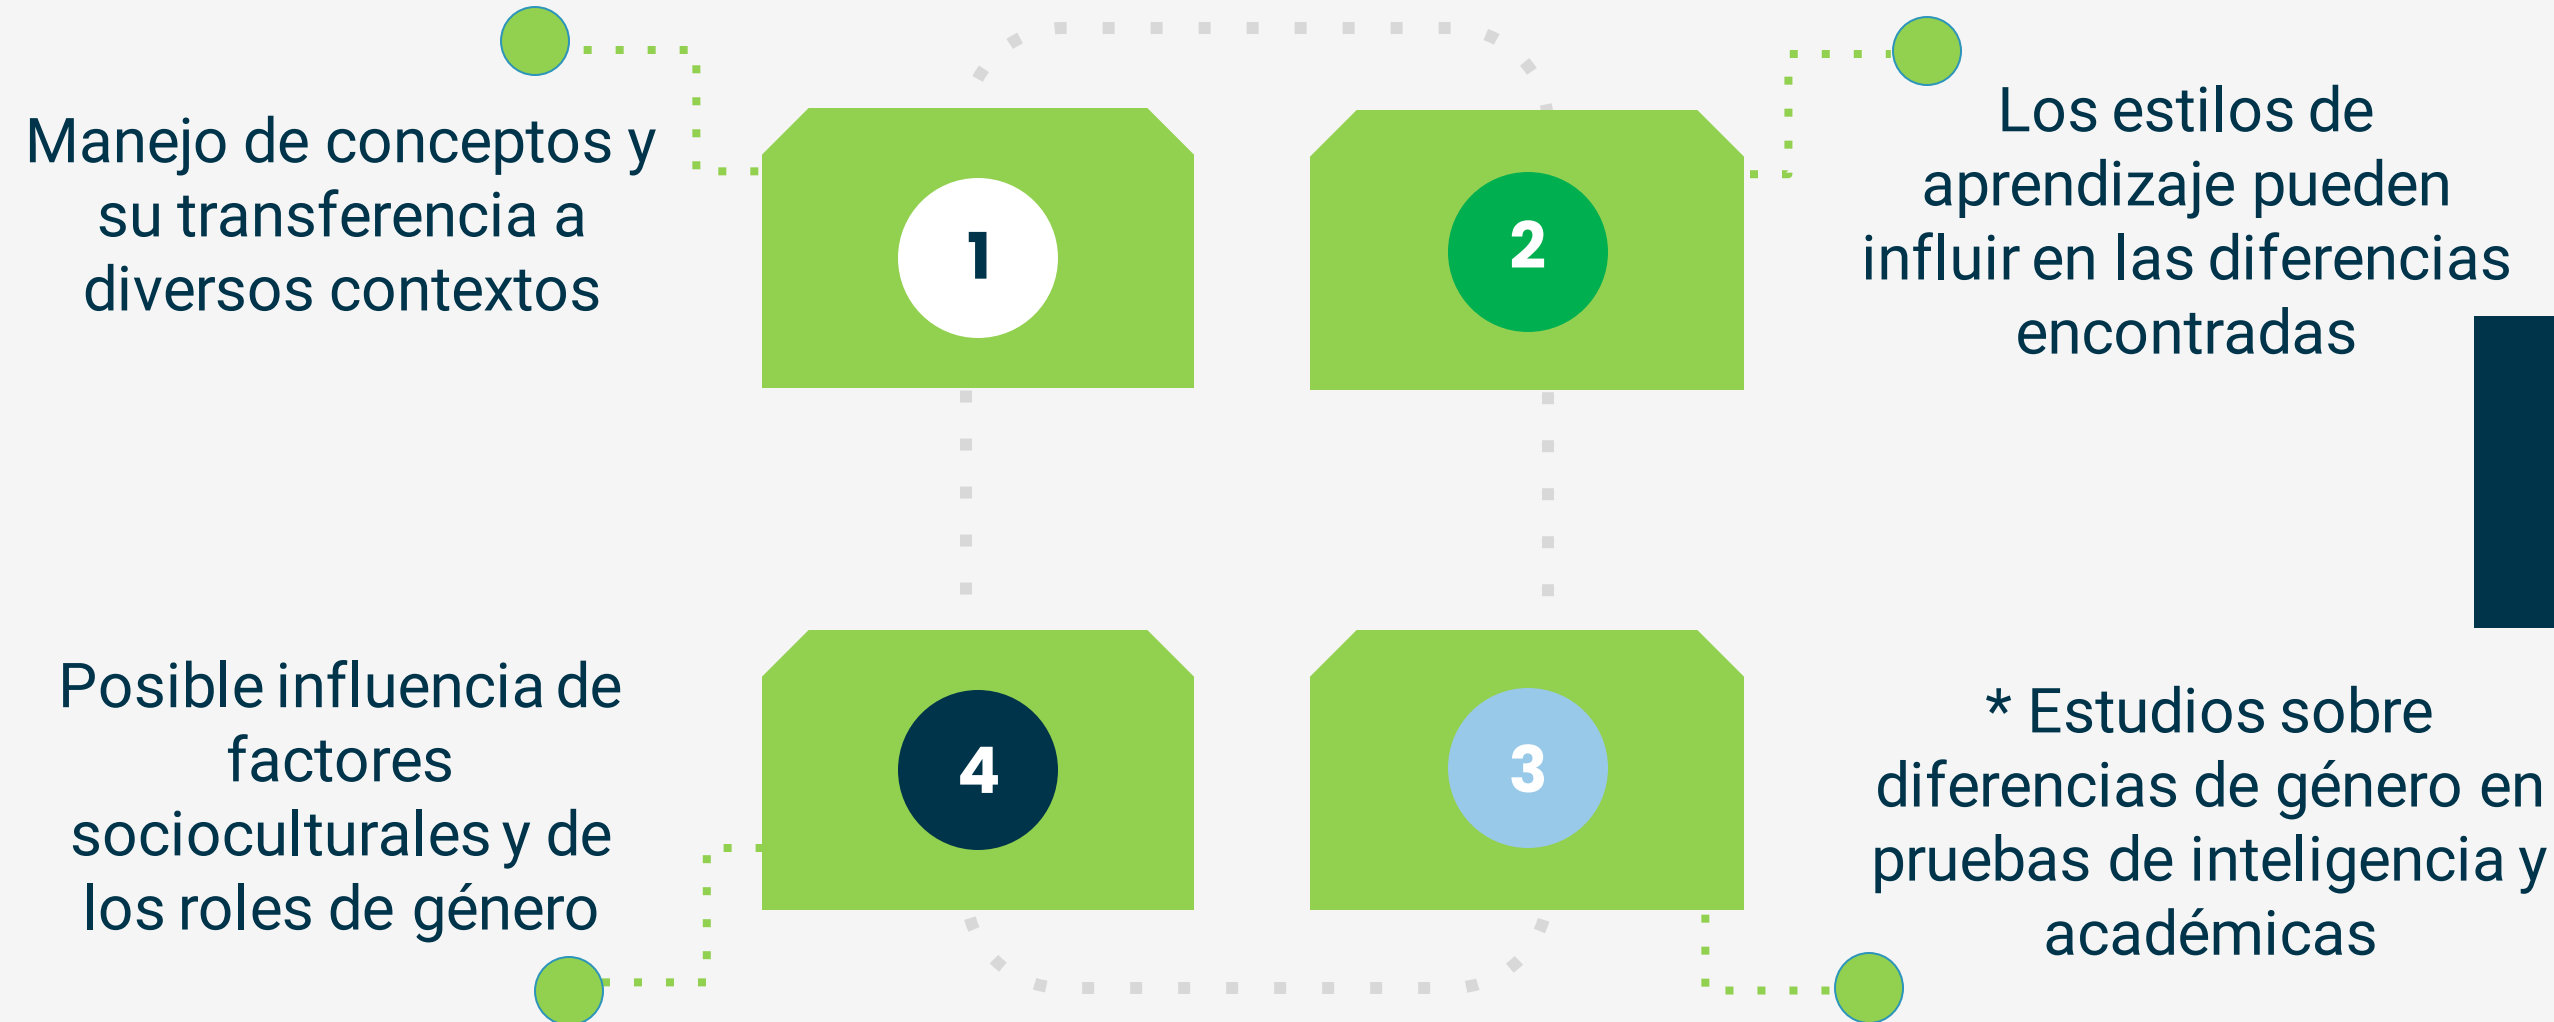 Manejo de conceptos y
su transferencia a
diversos contextos
1
2
Los estilos de
aprendizaje pueden
influir en las diferencias
encontradas
Posible influencia de
factores
socioculturales y de
los roles de género
4
3
* Estudios sobre
diferencias de género en
pruebas de inteligencia y
académicas